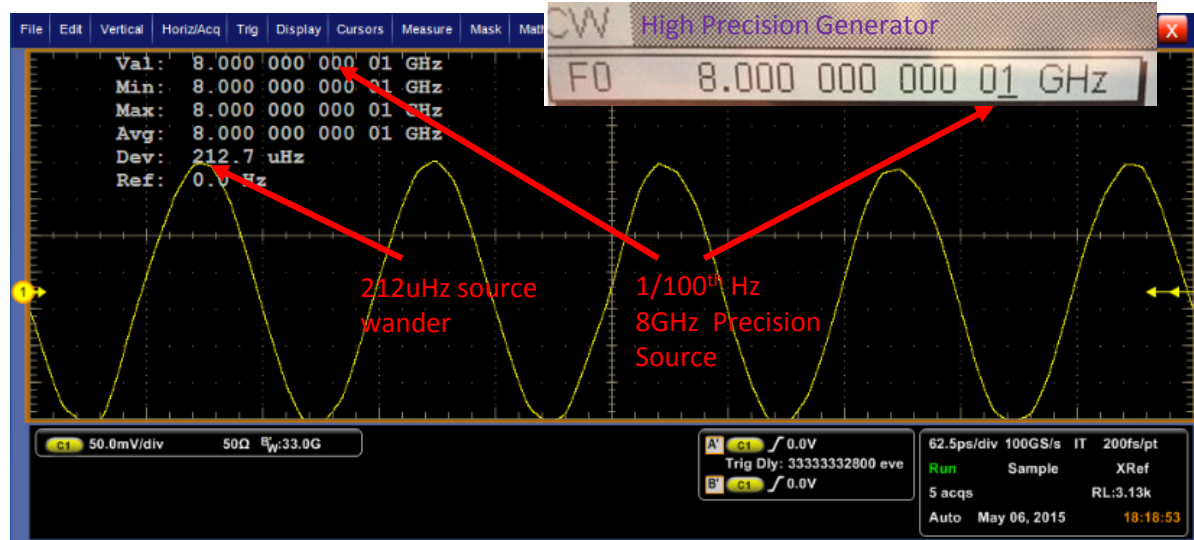 File Edit Vertical Horiz/Acq Trig Display Cursors Measure Mask Mat
X
CW High Precision Generator
F0 8.000 000 000 01 GHz
Val: 8.000 000 000 01 GHz
Min: 8.000 000 000 01 GHz
Max: 8.000 000 000 01 GHz
Avg: 8.000 000 000 01 GHz
Dev: 212.7 uHz
Ref: 0.0 Hz
212uHz source
wander
1/100th Hz
8GHz Precision
Source
1
C1 50.0mV/div 50Ω BW:33.0G
A' C1 0.0V
Trig Dly: 33333332800 eve
B' C1 0.0V
62.5ps/div 100GS/s IT 200fs/pt
Run Sample XRef
5 acqs RL:3.13k
Auto May 06, 2015 18:18:53